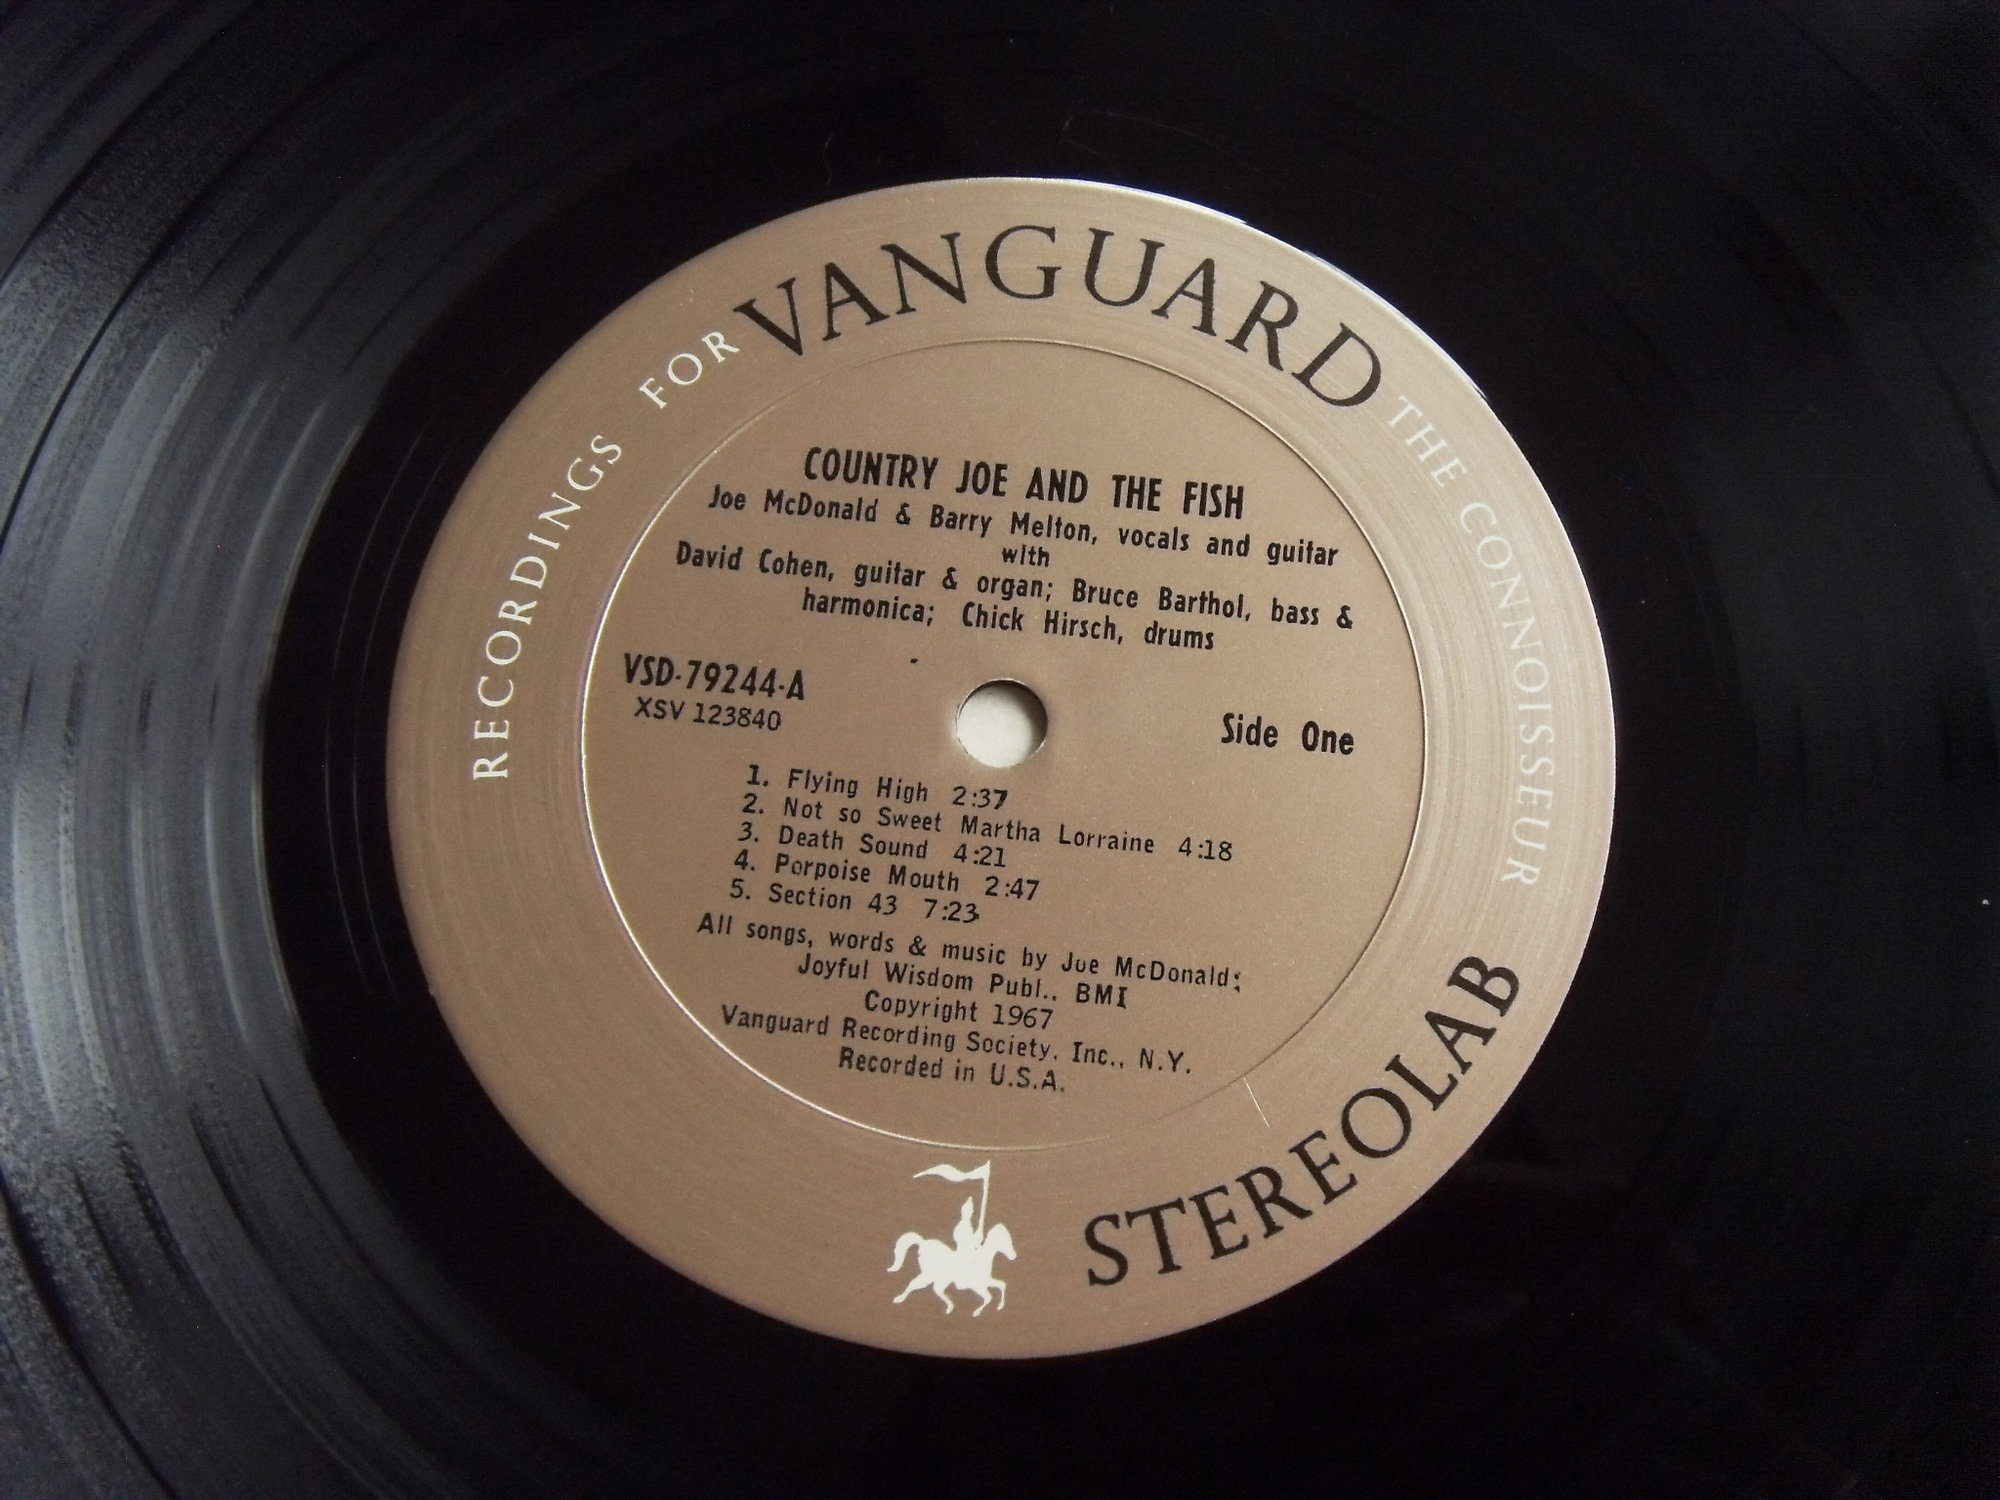 RECORDINGS FOR VANGUARD THE CONNOISSEUR
COUNTRY JOE AND THE FISH
Joe McDonald & Barry Melton, vocals and guitar
with
David Cohen, guitar & organ; Bruce Barthol, bass &
harmonica; Chick Hirsch, drums
VSD-79244-A
XSV 123840
Side One
1. Flying High 2:37
2. Not so Sweet Martha Lorraine 4:18
3. Death Sound 4:21
4. Porpoise Mouth 2:47
5. Section 43 7:23
All songs, words & music by Joe McDonald;
Joyful Wisdom Publ., BMI
Copyright 1967
Vanguard Recording Society, Inc., N.Y.
Recorded in U.S.A.
STEREOLAB